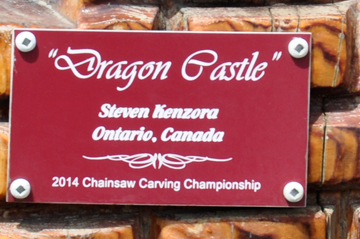 "Dragon Castle"
Steven Kenzora
Ontario, Canada
2014 Chainsaw Carving Championship